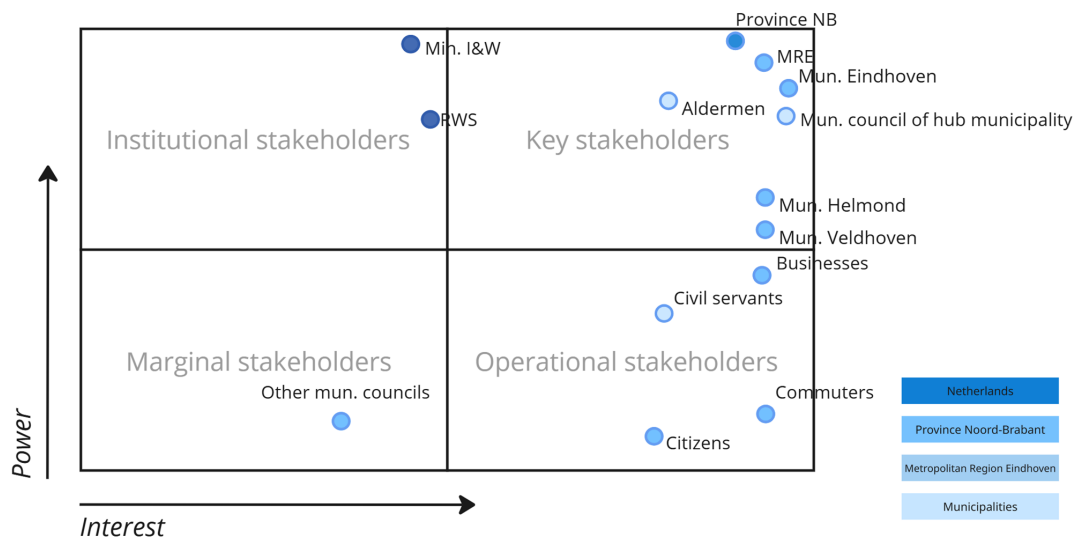 Province NB
Min. I&W
MRE
Mun. Eindhoven
Aldermen
RWS
Mun. council of hub municipality
Institutional stakeholders
Key stakeholders
Mun. Helmond
Mun. Veldhoven
Businesses
Civil servants
Marginal stakeholders
Operational stakeholders
Other mun. councils
Commuters
Citizens
Netherlands
Province Noord-Brabant
Metropolitan Region Eindhoven
Municipalities
Power
Interest